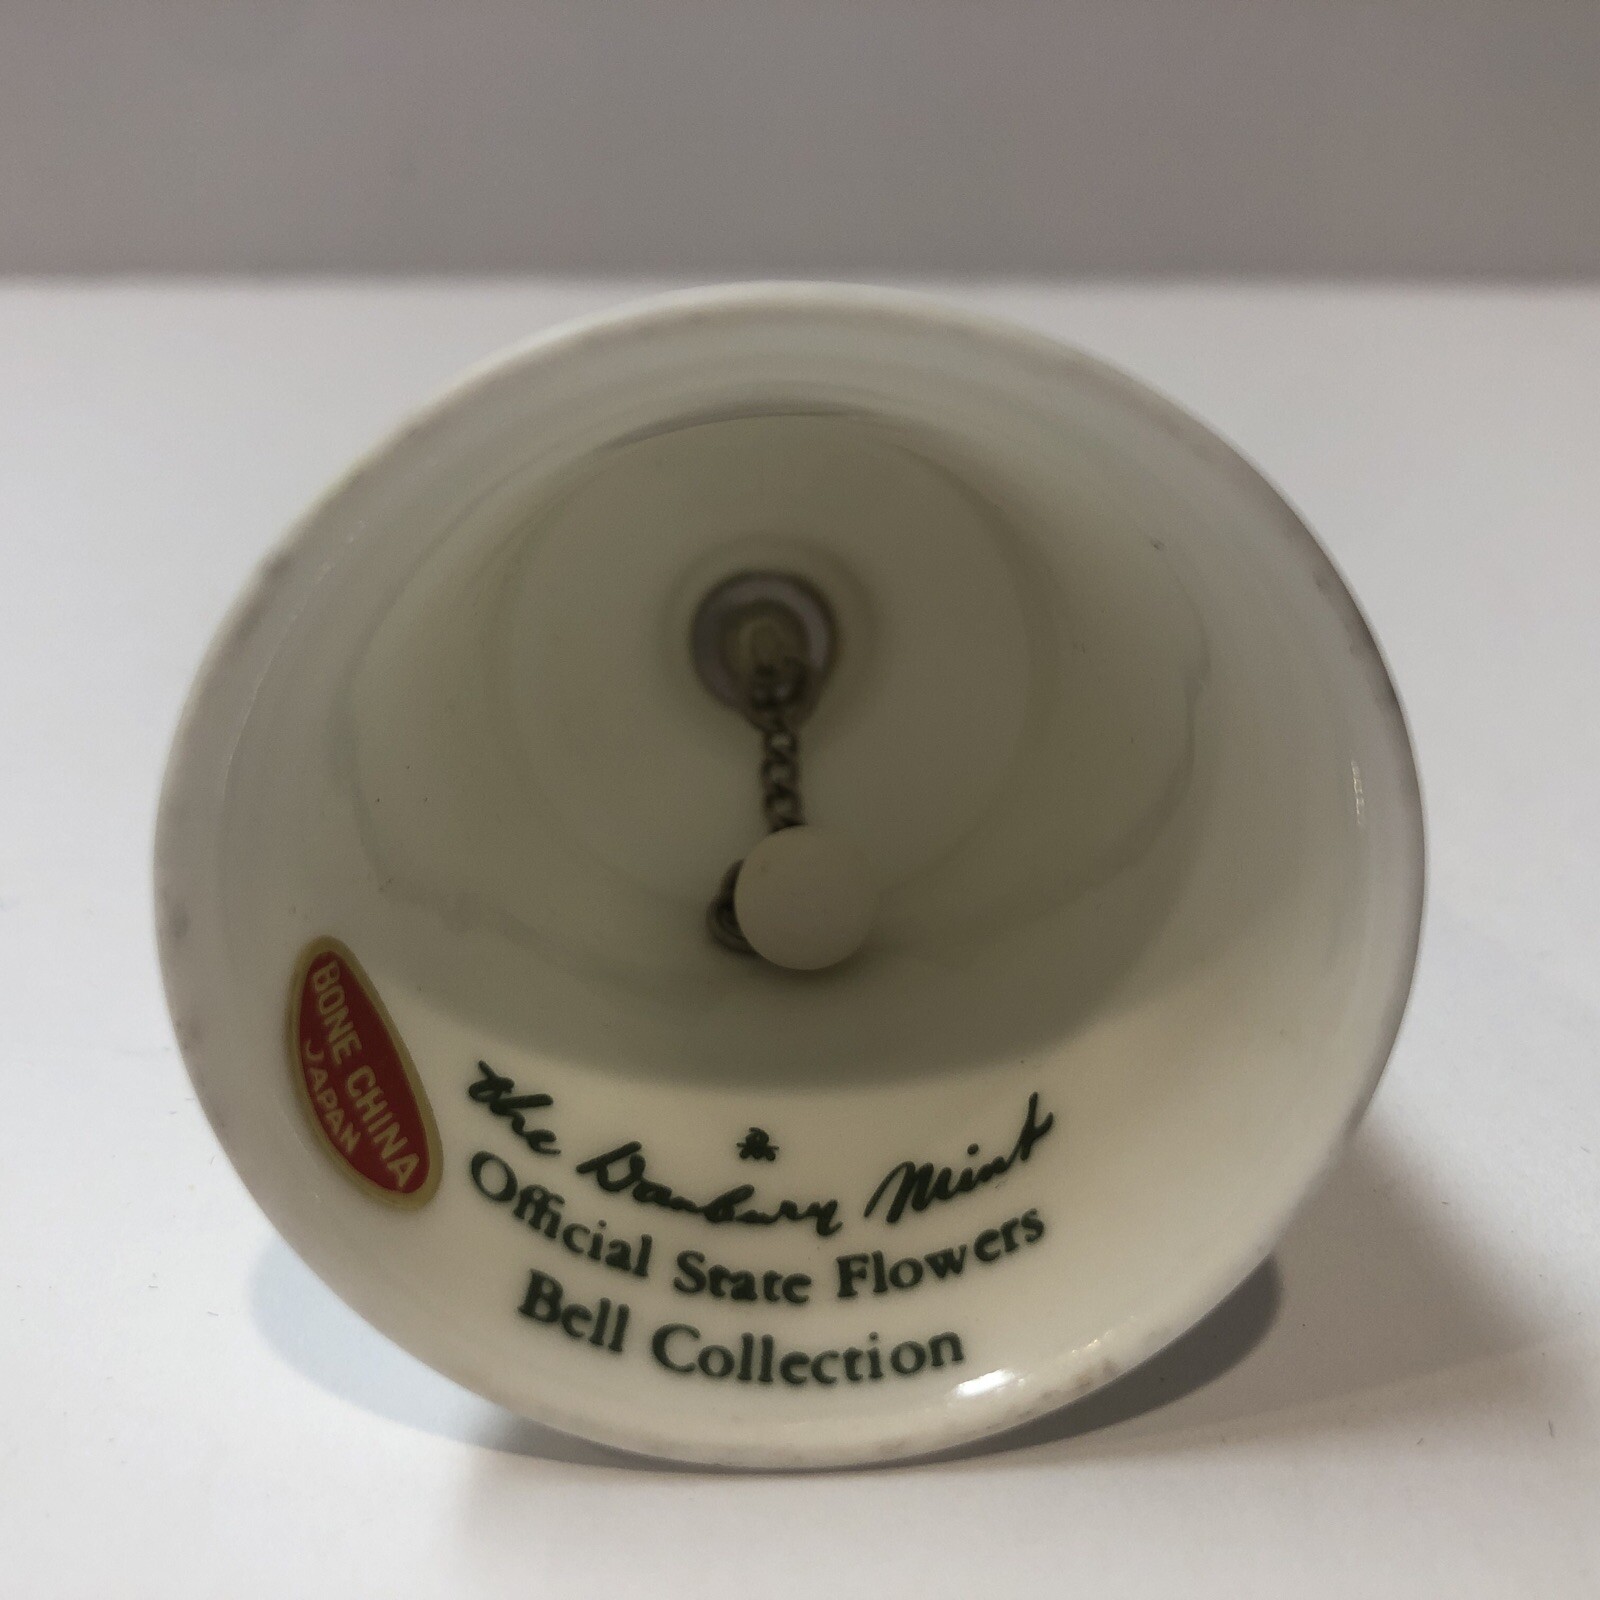 BONE CHINA
JAPAN
The Danbury Mint
Official State Flowers
Bell Collection